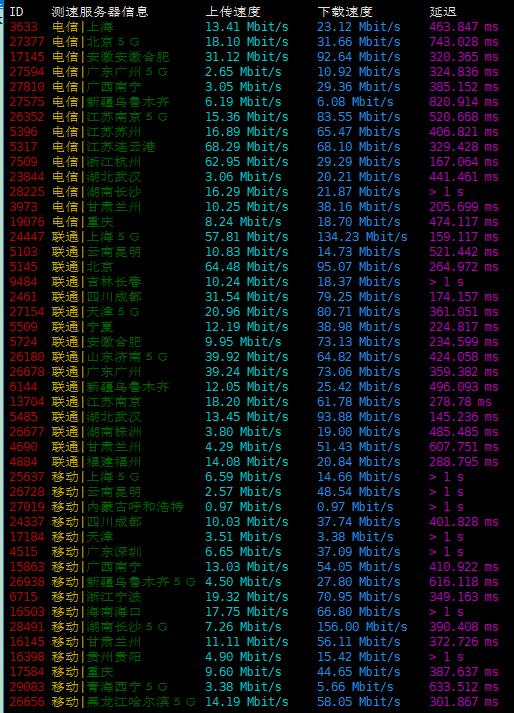 ID 测速服务器信息 上传速度 下载速度 延迟
3633 电信|上海 13.41 Mbit/s 23.12 Mbit/s 463.847 ms
27377 电信|北京５Ｇ 18.10 Mbit/s 31.66 Mbit/s 743.028 ms
17145 电信|安徽安徽合肥 31.12 Mbit/s 92.64 Mbit/s 320.365 ms
27594 电信|广东广州５Ｇ 2.65 Mbit/s 10.92 Mbit/s 324.836 ms
27810 电信|广西南宁 3.05 Mbit/s 29.36 Mbit/s 385.152 ms
27575 电信|新疆乌鲁木齐 6.19 Mbit/s 6.08 Mbit/s 820.914 ms
26352 电信|江苏南京５Ｇ 15.36 Mbit/s 83.55 Mbit/s 520.668 ms
5396 电信|江苏苏州 16.89 Mbit/s 65.47 Mbit/s 406.821 ms
5317 电信|江苏连云港 68.29 Mbit/s 68.10 Mbit/s 329.428 ms
7509 电信|浙江杭州 62.95 Mbit/s 29.29 Mbit/s 167.064 ms
23844 电信|湖北武汉 3.06 Mbit/s 20.21 Mbit/s 441.461 ms
28225 电信|湖南长沙 16.29 Mbit/s 21.87 Mbit/s > 1 s
3973 电信|甘肃兰州 10.25 Mbit/s 38.16 Mbit/s 205.699 ms
19076 电信|重庆 8.24 Mbit/s 18.70 Mbit/s 474.117 ms
24447 联通|上海５Ｇ 57.81 Mbit/s 134.23 Mbit/s 159.117 ms
5103 联通|云南昆明 10.83 Mbit/s 14.73 Mbit/s 521.442 ms
5145 联通|北京 64.48 Mbit/s 95.07 Mbit/s 264.972 ms
9484 联通|吉林长春 10.24 Mbit/s 18.37 Mbit/s > 1 s
2461 联通|四川成都 31.54 Mbit/s 79.25 Mbit/s 174.157 ms
27154 联通|天津５Ｇ 20.96 Mbit/s 80.71 Mbit/s 361.051 ms
5509 联通|宁夏 12.19 Mbit/s 38.98 Mbit/s 224.817 ms
5724 联通|安徽合肥 9.95 Mbit/s 73.13 Mbit/s 234.599 ms
26180 联通|山东济南５Ｇ 39.92 Mbit/s 64.82 Mbit/s 424.058 ms
26678 联通|广东广州５Ｇ 39.24 Mbit/s 73.06 Mbit/s 359.382 ms
6144 联通|新疆乌鲁木齐 12.05 Mbit/s 25.42 Mbit/s 496.093 ms
13704 联通|江苏南京 18.20 Mbit/s 61.78 Mbit/s 278.78 ms
5485 联通|湖北武汉 13.45 Mbit/s 93.88 Mbit/s 145.236 ms
26677 联通|湖南株洲 3.80 Mbit/s 19.00 Mbit/s 485.485 ms
4690 联通|甘肃兰州 4.29 Mbit/s 51.43 Mbit/s 607.751 ms
4884 联通|福建福州 14.08 Mbit/s 20.84 Mbit/s 288.795 ms
25637 移动|上海５Ｇ 6.59 Mbit/s 14.66 Mbit/s > 1 s
26728 移动|云南昆明 2.57 Mbit/s 48.54 Mbit/s > 1 s
27019 移动|内蒙古呼和浩特 0.97 Mbit/s 0.97 Mbit/s > 1 s
24337 移动|四川成都 10.03 Mbit/s 37.74 Mbit/s 401.828 ms
17184 移动|天津 3.51 Mbit/s 3.38 Mbit/s > 1 s
4515 移动|广东深圳 6.65 Mbit/s 37.09 Mbit/s > 1 s
15863 移动|广西南宁 13.03 Mbit/s 54.05 Mbit/s 410.922 ms
26938 移动|新疆乌鲁木齐５Ｇ 4.50 Mbit/s 27.80 Mbit/s 616.118 ms
6715 移动|浙江宁波 19.32 Mbit/s 70.95 Mbit/s 349.163 ms
16503 移动|海南海口 17.75 Mbit/s 66.80 Mbit/s > 1 s
28491 移动|湖南长沙５Ｇ 7.26 Mbit/s 156.00 Mbit/s 390.408 ms
16145 移动|甘肃兰州 11.11 Mbit/s 56.11 Mbit/s 372.726 ms
16398 移动|贵州贵阳 4.90 Mbit/s 15.42 Mbit/s > 1 s
17584 移动|重庆 9.60 Mbit/s 44.65 Mbit/s 387.637 ms
29083 移动|青海西宁５Ｇ 3.38 Mbit/s 5.66 Mbit/s 633.512 ms
26656 移动|黑龙江哈尔滨５Ｇ 14.19 Mbit/s 58.05 Mbit/s 301.867 ms